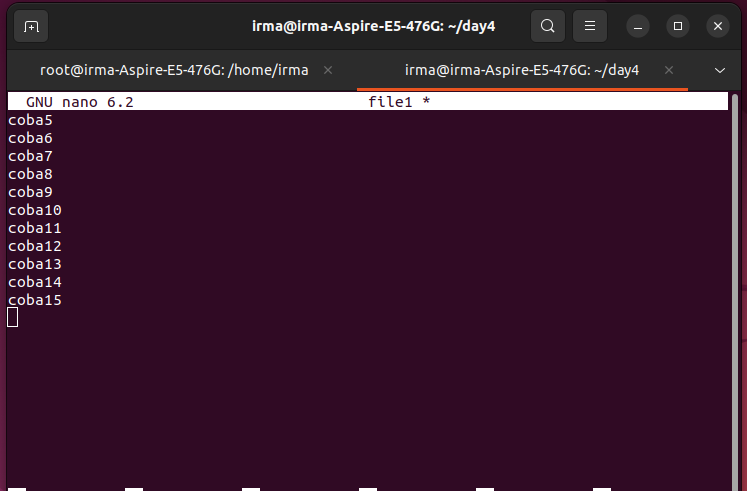 irma@irma-Aspire-E5-476G: ~/day4
root@irma-Aspire-E5-476G: /home/irma
irma@irma-Aspire-E5-476G: ~/day4
GNU nano 6.2 file1 *
coba5
coba6
coba7
coba8
coba9
coba10
coba11
coba12
coba13
coba14
coba15